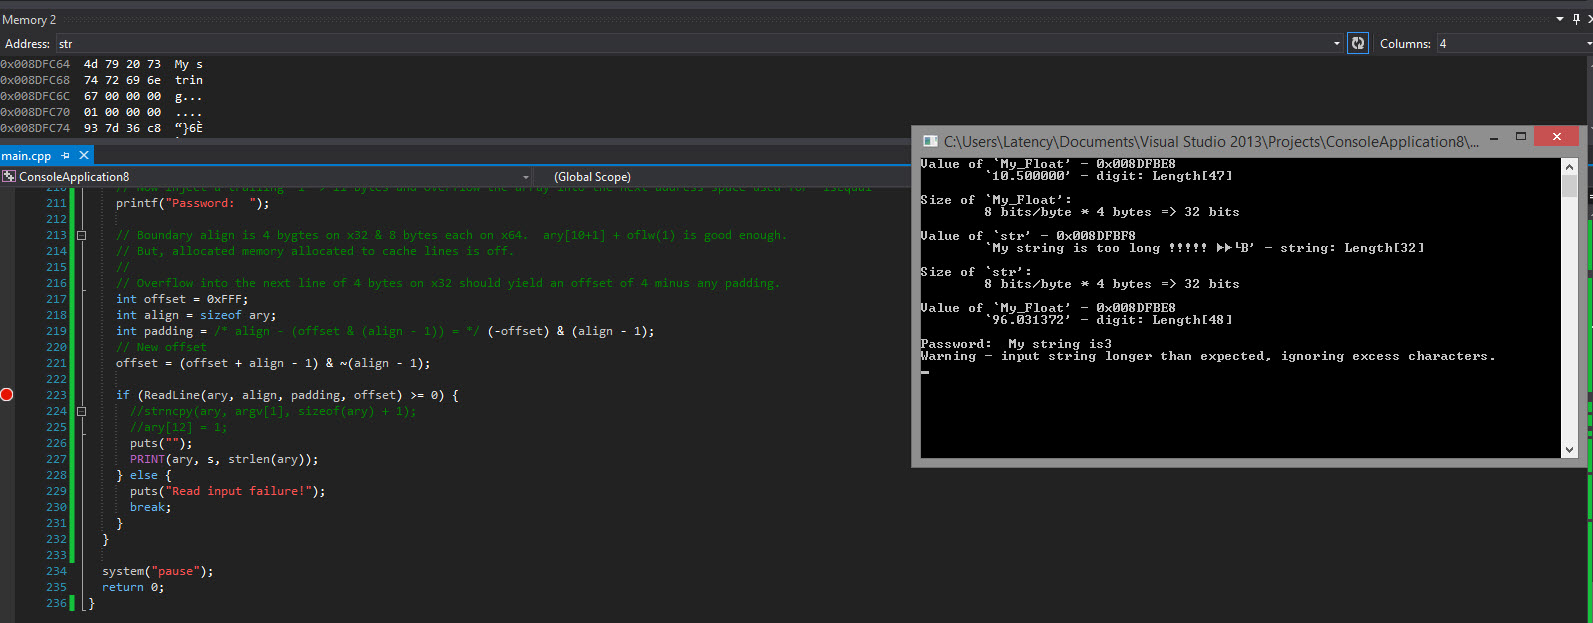 Memory 2
Address: str
Columns: 4
0x008DFC64 4d 79 20 73 My s
0x008DFC68 74 72 69 6e trin
0x008DFC6C 67 00 00 00 g...
0x008DFC70 01 00 00 00 ....
0x008DFC74 93 7d 36 c8 “}6È
main.cpp
ConsoleApplication8
(Global Scope)
211 printf("Password:  ");
212
213 // Boundary align is 4 bygtes on x32 & 8 bytes each on x64.  ary[10+1] + oflw(1) is good enough.
214 // But, allocated memory allocated to cache lines is off.
215 //
216 // Overflow into the next line of 4 bytes on x32 should yield an offset of 4 minus any padding.
217 int offset = 0xFFF;
218 int align = sizeof ary;
219 int padding = /* align - (offset & (align - 1)) = */ (-offset) & (align - 1);
220 // New offset
221 offset = (offset + align - 1) & ~(align - 1);
222
223 if (ReadLine(ary, align, padding, offset) >= 0) {
224 //strncpy(ary, argv[1], sizeof(ary) + 1);
225 //ary[12] = 1;
226 puts("");
227 PRINT(ary, s, strlen(ary));
228 } else {
229 puts("Read input failure!");
230 break;
231 }
232 }
233
234 system("pause");
235 return 0;
236 }
C:\Users\Latency\Documents\Visual Studio 2013\Projects\ConsoleApplication8\...
Value of `My_Float' - 0x008DFBE8
`10.500000' - digit: Length[47]
Size of `My_Float':
8 bits/byte * 4 bytes => 32 bits
Value of `str' - 0x008DFBF8
`My string is too long !!!!! ►►└B' - string: Length[32]
Size of `str':
8 bits/byte * 4 bytes => 32 bits
Value of `My_Float' - 0x008DFBE8
`96.031372' - digit: Length[48]
Password:  My string is3
Warning - input string longer than expected, ignoring excess characters.